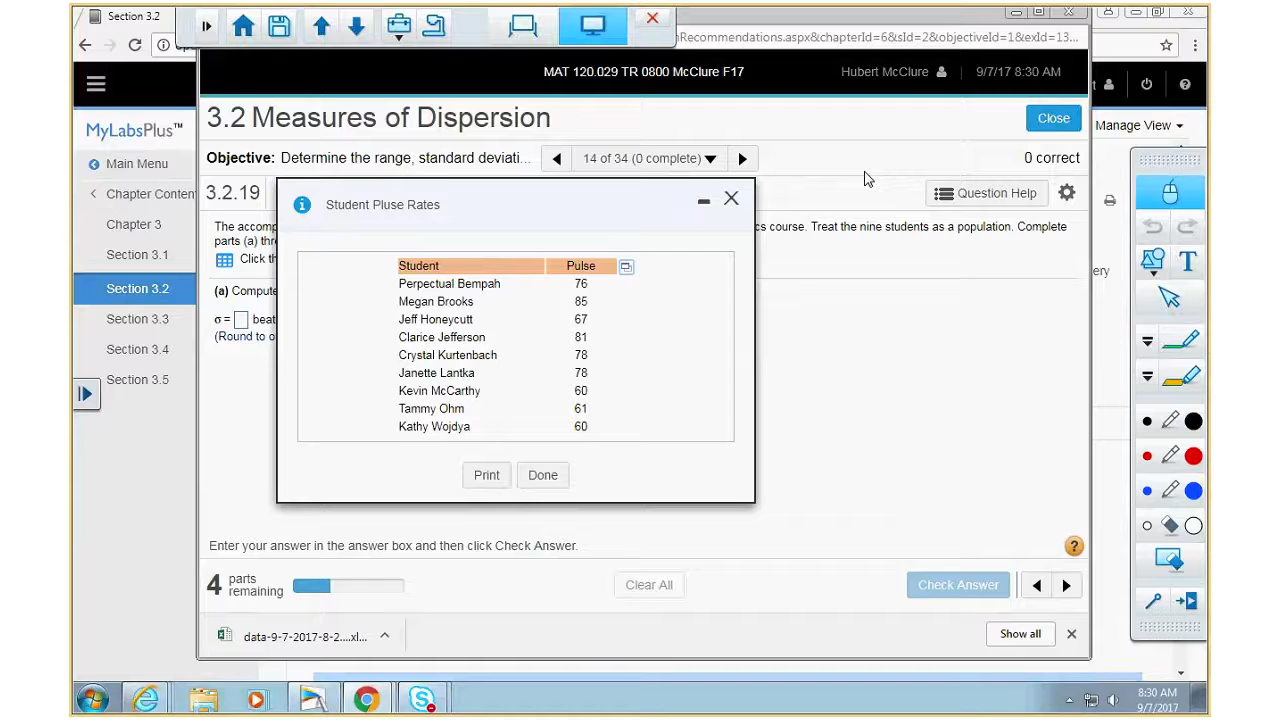 Section 3.2
nRecommendations.aspx&chapterId=6&sId=2&objectiveId=1&exId=13...
MAT 120.029 TR 0800 McClure F17
Hubert McClure
9/7/17 8:30 AM
MyLabsPlus™
Manage View
Main Menu
Chapter Conten
Chapter 3
Section 3.1
Section 3.2
Section 3.3
Section 3.4
Section 3.5
3.2 Measures of Dispersion
Close
Objective: Determine the range, standard deviati...
14 of 34 (0 complete)
0 correct
3.2.19
Question Help
The accomp
cs course. Treat the nine students as a population. Complete
parts (a) thr
Click th
(a) Compute
σ = beat
(Round to o
Student Pluse Rates
Student Pulse
Perpectual Bempah 76
Megan Brooks 85
Jeff Honeycutt 67
Clarice Jefferson 81
Crystal Kurtenbach 78
Janette Lantka 78
Kevin McCarthy 60
Tammy Ohm 61
Kathy Wojdya 60
Print
Done
ery
T
Enter your answer in the answer box and then click Check Answer.
?
4 parts remaining
Clear All
Check Answer
data-9-7-2017-8-2....xl...
Show all
8:30 AM
9/7/2017